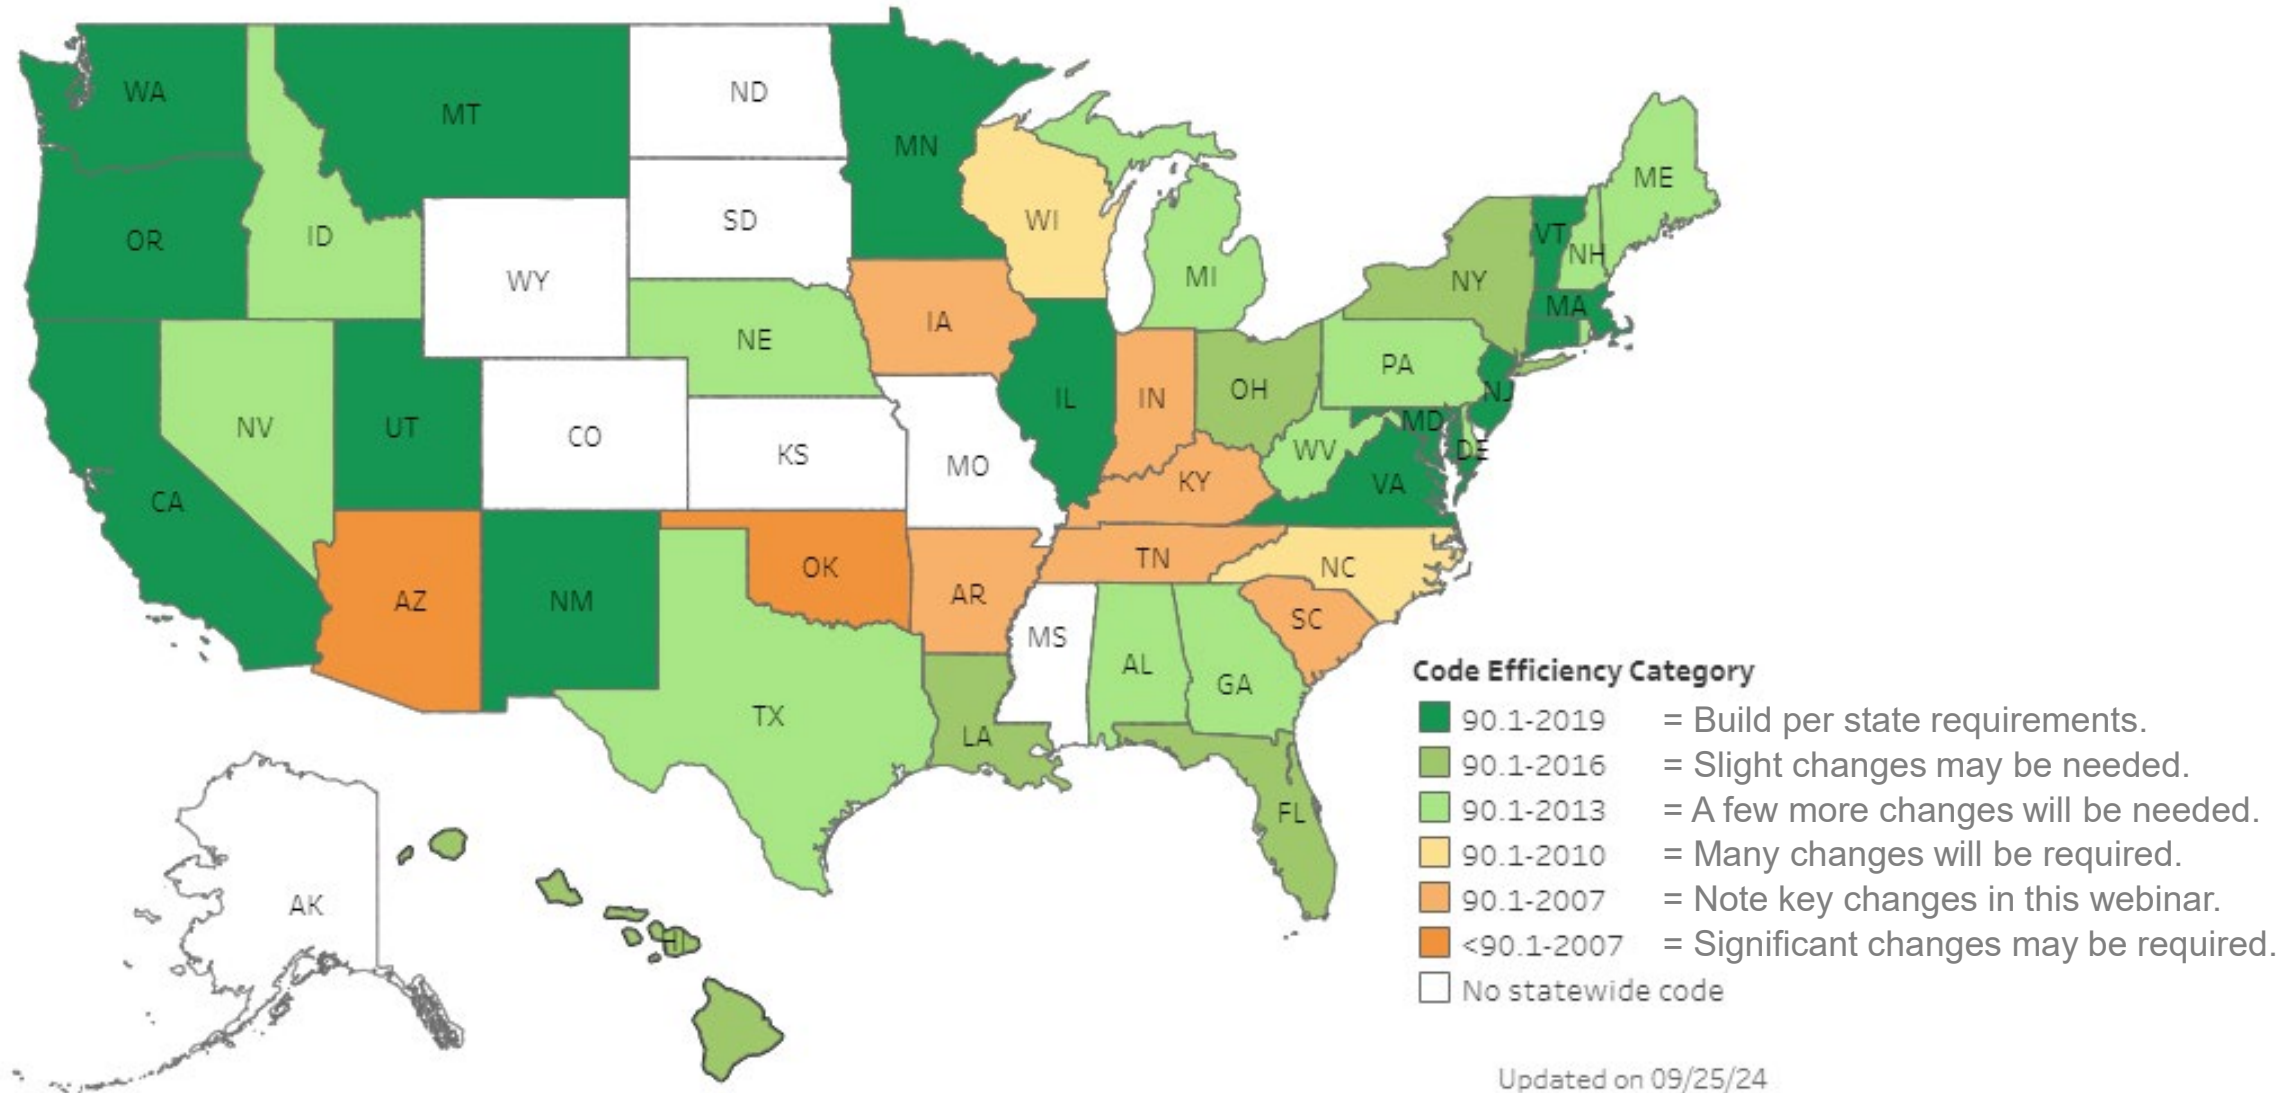 WA
MT
ND
MN
OR
ID
SD
WI
MI
ME
WY
NY
VT
NH
MA
NE
IA
PA
NV
UT
CO
KS
MO
IL
IN
OH
NJ
MD
DE
WV
VA
KY
CA
AZ
NM
OK
AR
TN
NC
SC
MS
AL
GA
TX
LA
FL
AK
HI
Code Efficiency Category
90.1-2019 = Build per state requirements.
90.1-2016 = Slight changes may be needed.
90.1-2013 = A few more changes will be needed.
90.1-2010 = Many changes will be required.
90.1-2007 = Note key changes in this webinar.
<90.1-2007 = Significant changes may be required.
No statewide code
Updated on 09/25/24